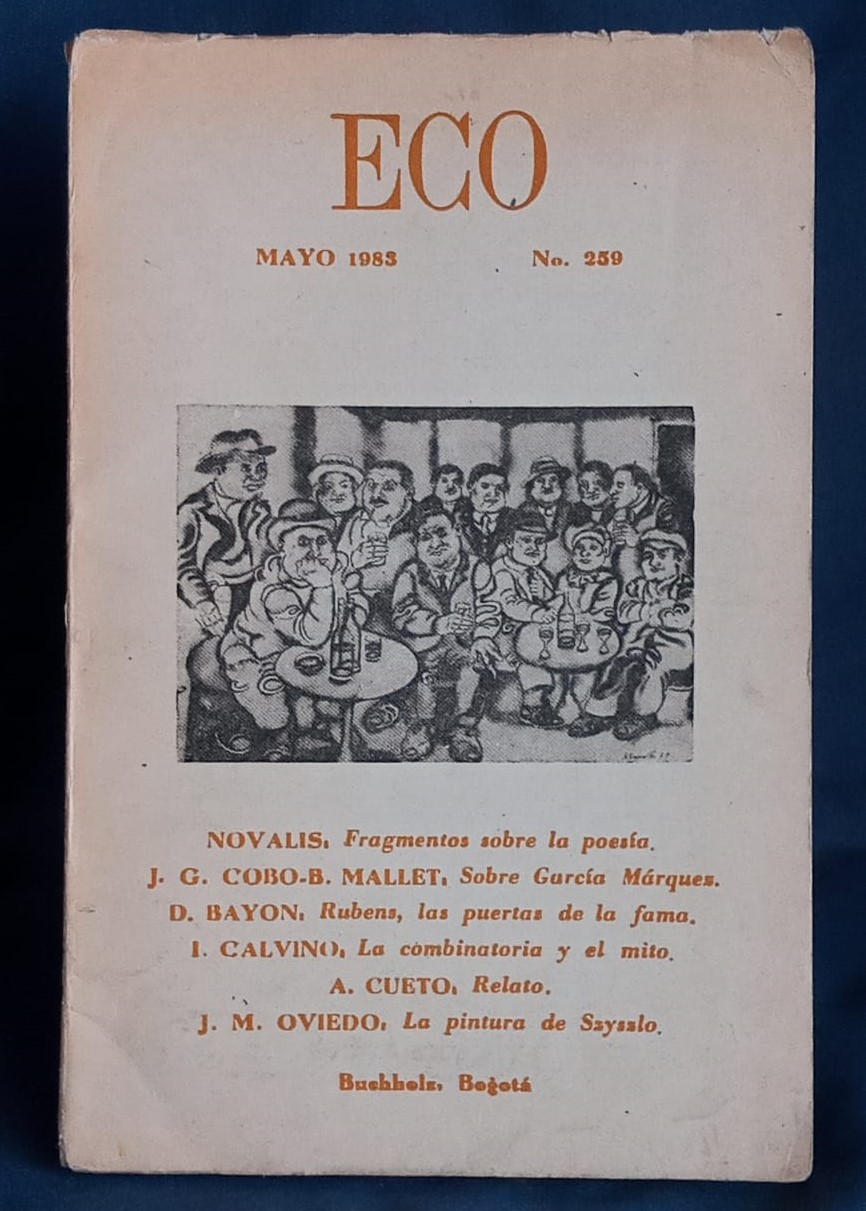 ECO
MAYO 1983 No. 259
NOVALIS, Fragmentos sobre la poesía.
J. G. COBO-B. MALLET, Sobre García Márquez.
D. BAYON, Rubens, las puertas de la fama.
I. CALVINO, La combinatoria y el mito.
A. CUETO, Relato.
J. M. OVIEDO, La pintura de Szyszlo.
Buchholz, Bogotá